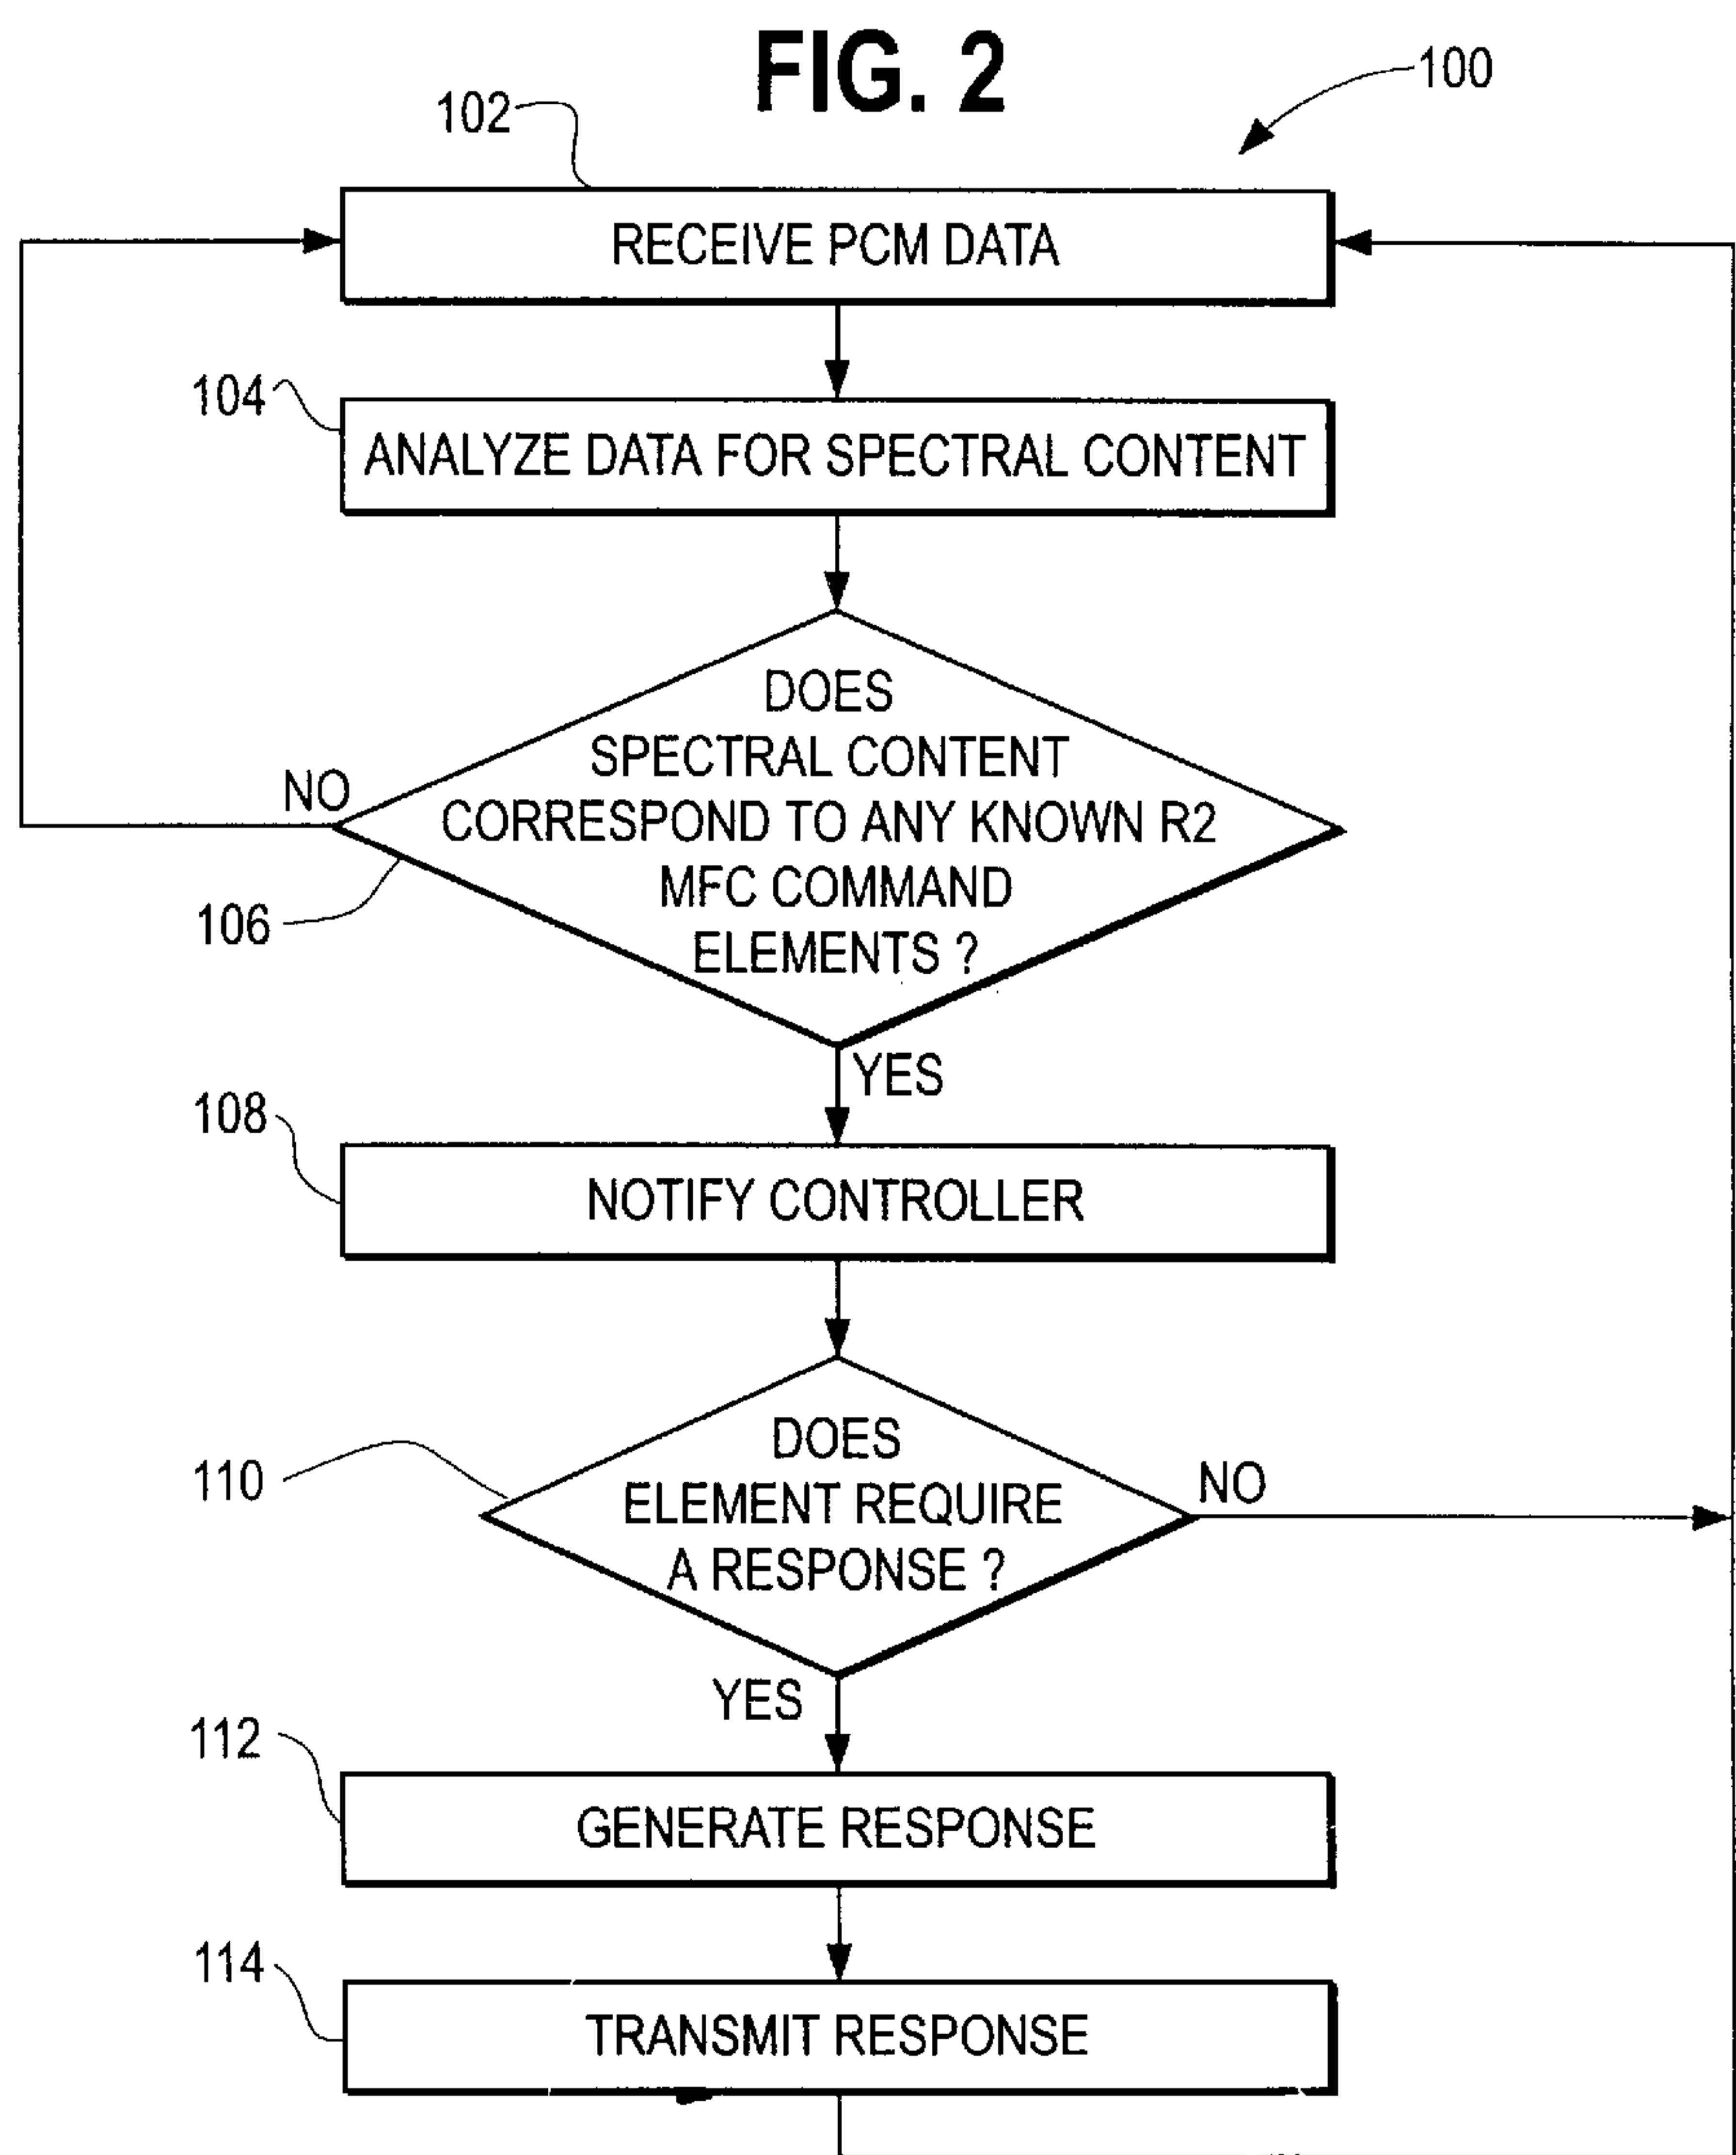 FIG. 2
100
102
RECEIVE PCM DATA
104
ANALYZE DATA FOR SPECTRAL CONTENT
DOES
SPECTRAL CONTENT
CORRESPOND TO ANY KNOWN R2
MFC COMMAND
ELEMENTS ?
NO
106
YES
108
NOTIFY CONTROLLER
110
DOES
ELEMENT REQUIRE
A RESPONSE ?
NO
YES
112
GENERATE RESPONSE
114
TRANSMIT RESPONSE